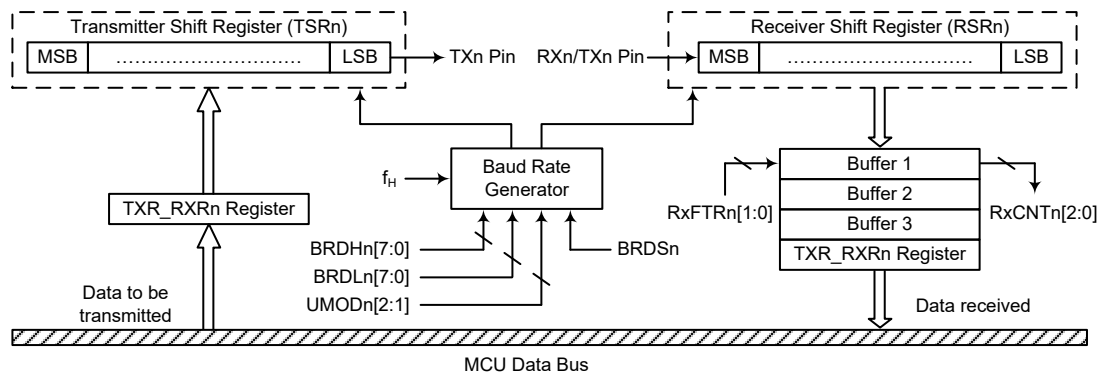 Transmitter Shift Register (TSRn)
MSB ................................ LSB
TXn Pin
RXn/TXn Pin
Receiver Shift Register (RSRn)
MSB ................................ LSB
fH
Baud Rate
Generator
TXR_RXRn Register
BRDHn[7:0]
BRDLn[7:0]
UMODn[2:1]
BRDSn
Buffer 1
Buffer 2
Buffer 3
TXR_RXRn Register
RxFTRn[1:0]
RxCNTn[2:0]
Data to be
transmitted
Data received
MCU Data Bus